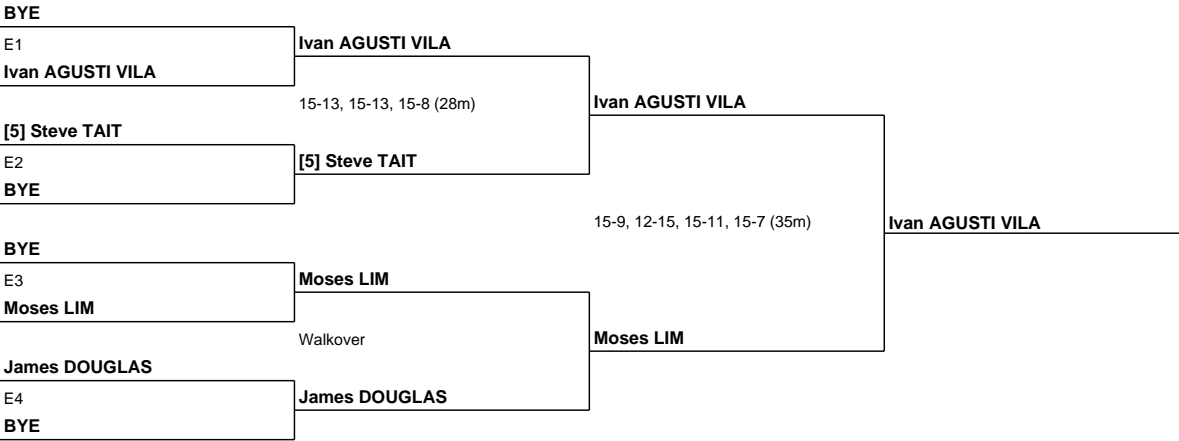 BYE
E1
Ivan AGUSTI VILA
Ivan AGUSTI VILA
15-13, 15-13, 15-8 (28m)
Ivan AGUSTI VILA
[5] Steve TAIT
E2
[5] Steve TAIT
BYE
15-9, 12-15, 15-11, 15-7 (35m)
Ivan AGUSTI VILA
BYE
E3
Moses LIM
Moses LIM
Walkover
Moses LIM
James DOUGLAS
E4
James DOUGLAS
BYE